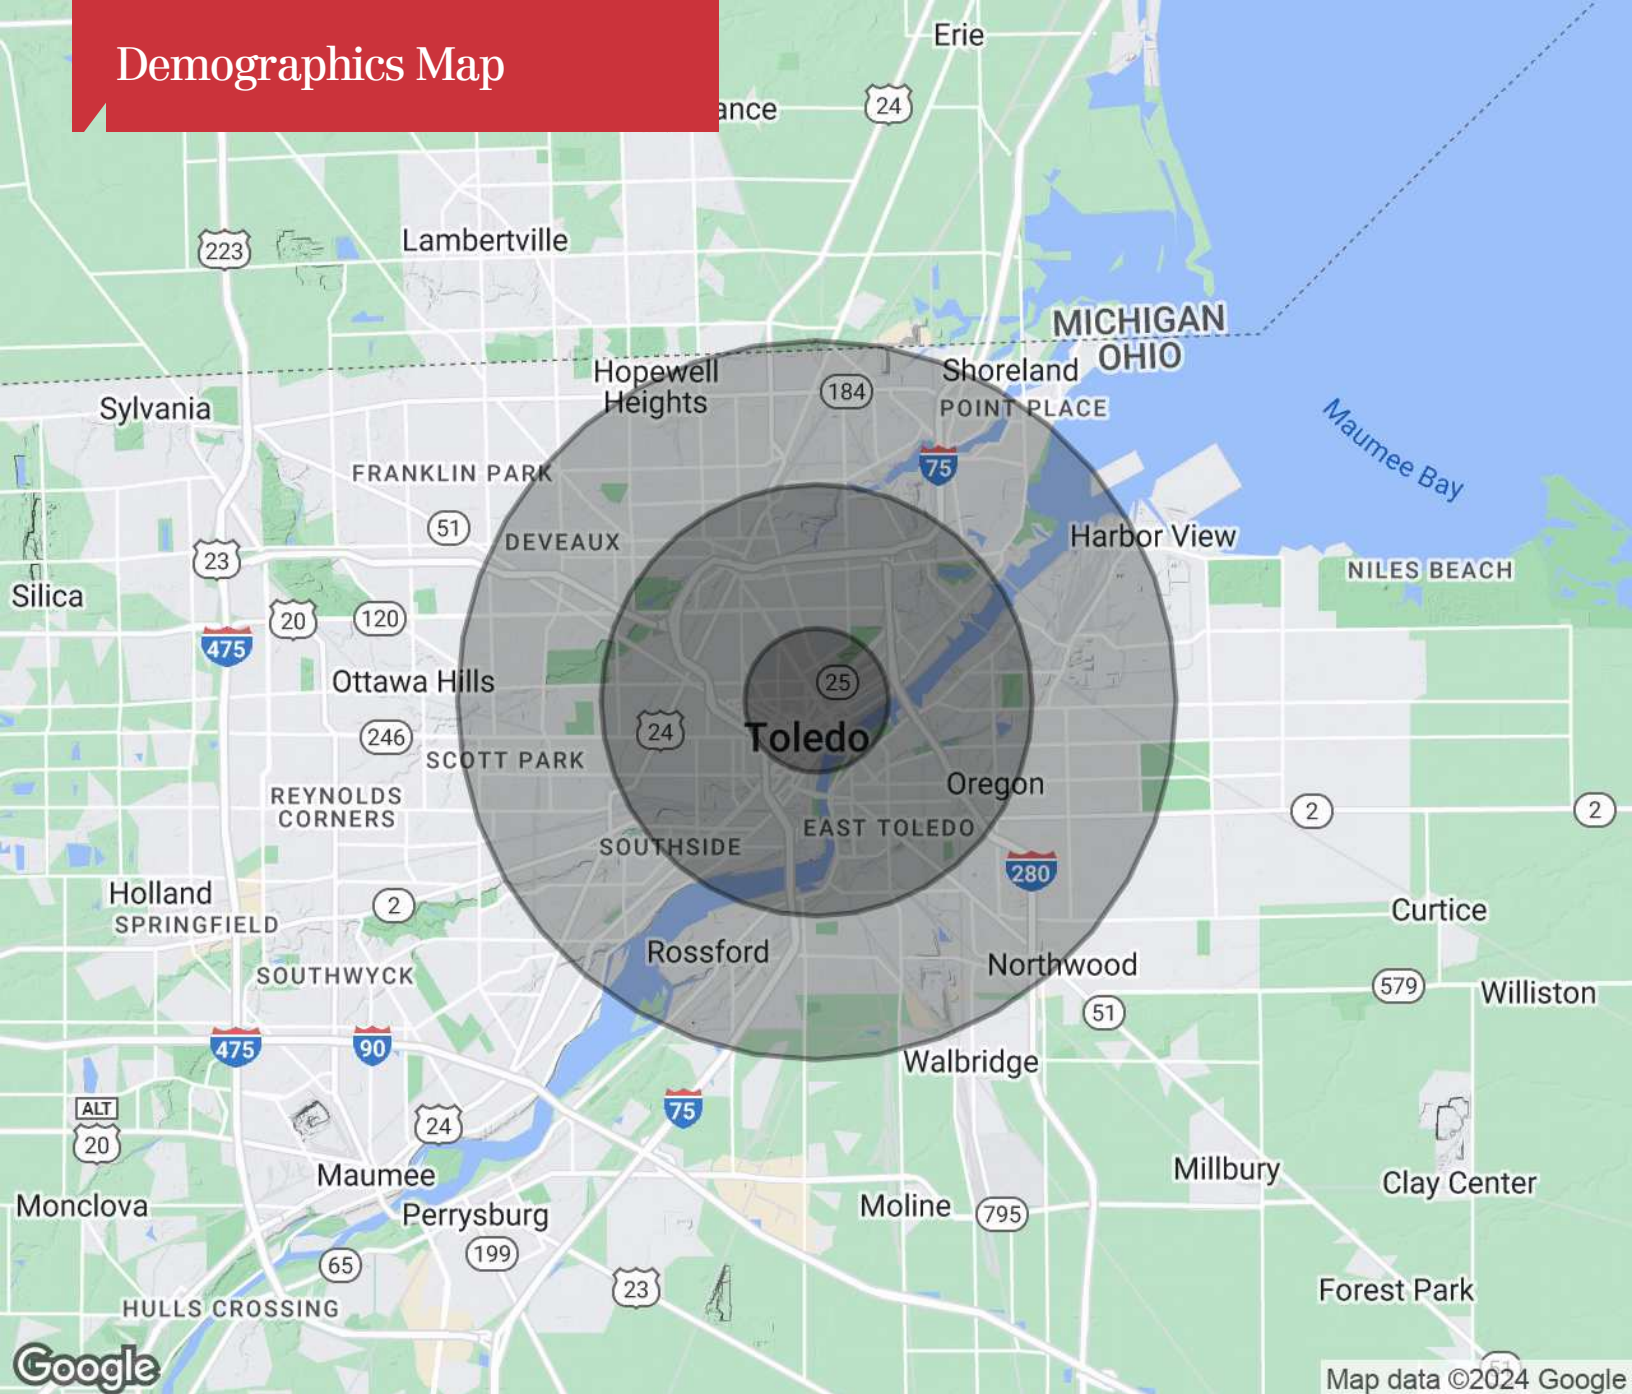 Demographics Map
Erie
ance
24
223
Lambertville
MICHIGAN
OHIO
Hopewell
Heights
184
Shoreland
POINT PLACE
Sylvania
Maumee Bay
FRANKLIN PARK
75
51
DEVEAUX
Harbor View
23
NILES BEACH
Silica
20
120
475
Ottawa Hills
25
24
Toledo
246
SCOTT PARK
Oregon
REYNOLDS
CORNERS
2
2
EAST TOLEDO
SOUTHSIDE
280
Holland
2
SPRINGFIELD
Curtice
Rossford
Northwood
SOUTHWYCK
579
Williston
51
475
90
Walbridge
ALT
20
75
24
Maumee
Millbury
Clay Center
Monclova
Perrysburg
Moline
795
199
65
23
Forest Park
HULLS CROSSING
Google
51
Map data ©2024 Google